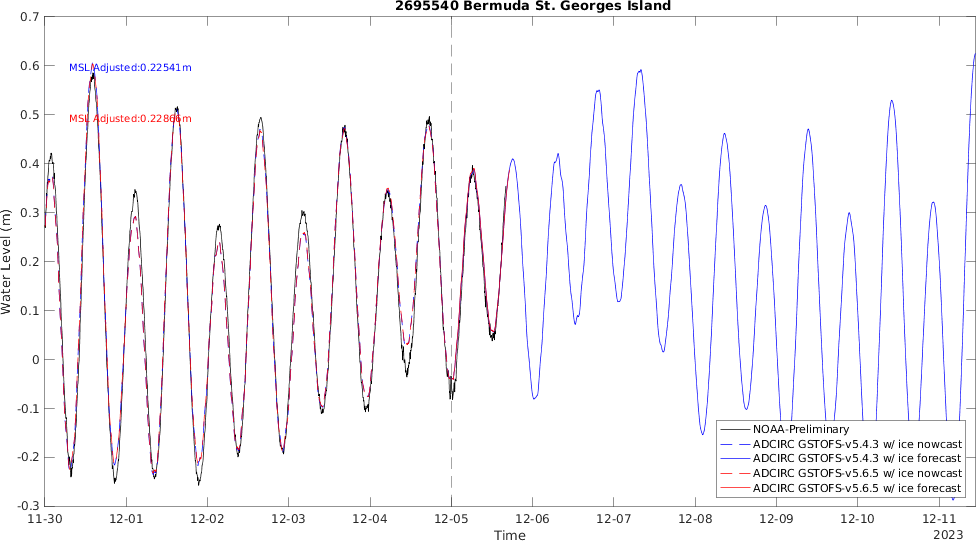 2695540 Bermuda St. Georges Island
0.7
0.6
0.5
0.4
0.3
0.2
0.1
0
-0.1
-0.2
-0.3
Water Level (m)
MSL Adjusted:0.22541m
MSL Adjusted:0.22866m
NOAA-Preliminary
ADCIRC GSTOFS-v5.4.3 w/ ice nowcast
ADCIRC GSTOFS-v5.4.3 w/ ice forecast
ADCIRC GSTOFS-v5.6.5 w/ ice nowcast
ADCIRC GSTOFS-v5.6.5 w/ ice forecast
11-30 12-01 12-02 12-03 12-04 12-05 12-06 12-07 12-08 12-09 12-10 12-11
Time
2023